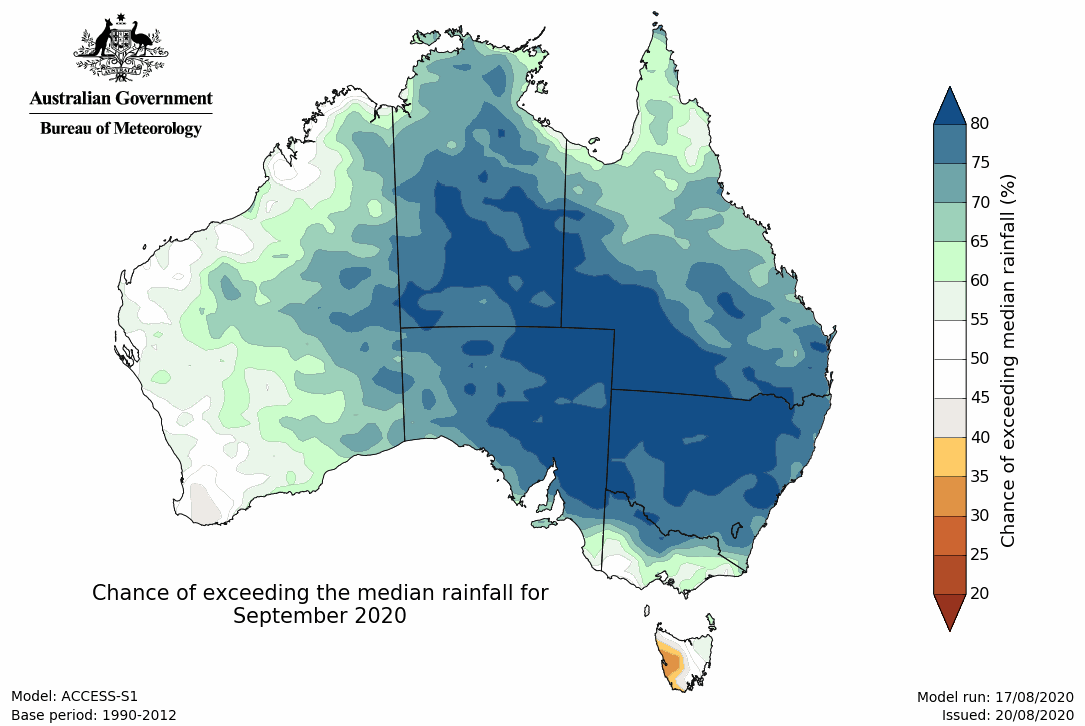 AUSTRALIA
Australian Government
Bureau of Meteorology
80
75
70
65
60
55
50
45
40
35
30
25
20
Chance of exceeding median rainfall (%)
Chance of exceeding the median rainfall for
September 2020
Model: ACCESS-S1
Base period: 1990-2012
Model run: 17/08/2020
Issued: 20/08/2020